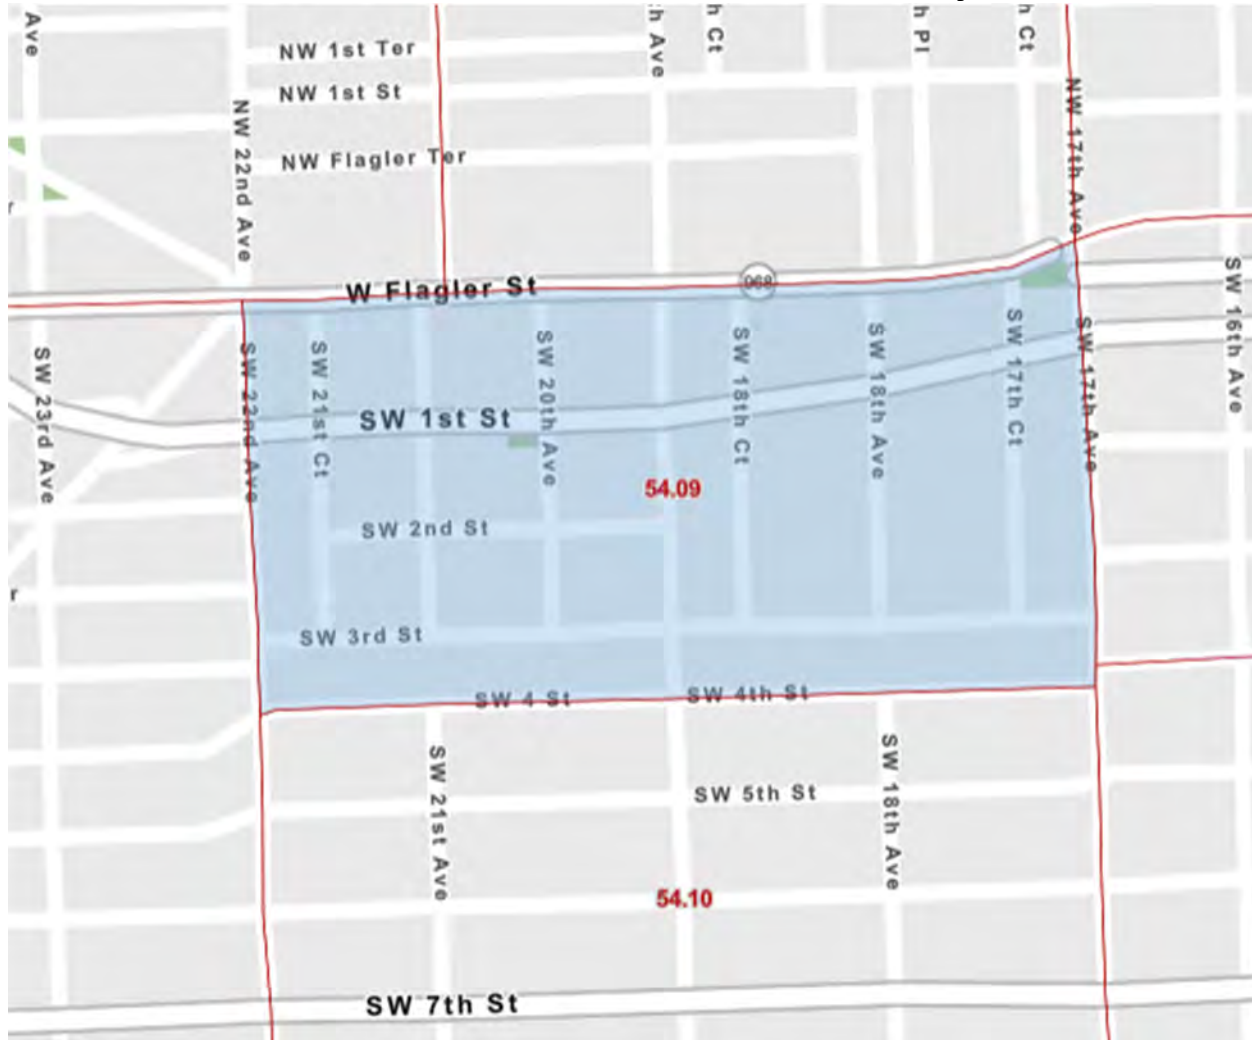 Ave
NW 1st Ter
h Ave
h Ct
h Pl
h Ct
NW 1st St
NW 22nd Ave
NW 17th Ave
NW Flagler Ter
r
W Flagler St
068
SW 16th Ave
SW 23rd Ave
SW 22nd Ave
SW 21st Ct
SW 20th Ave
SW 18th Ct
SW 18th Ave
SW 17th Ct
SW 17th Ave
SW 1st St
54.09
SW 2nd St
r
SW 3rd St
SW 4 St
SW 4th St
SW 21st Ave
SW 18th Ave
SW 5th St
54.10
SW 7th St